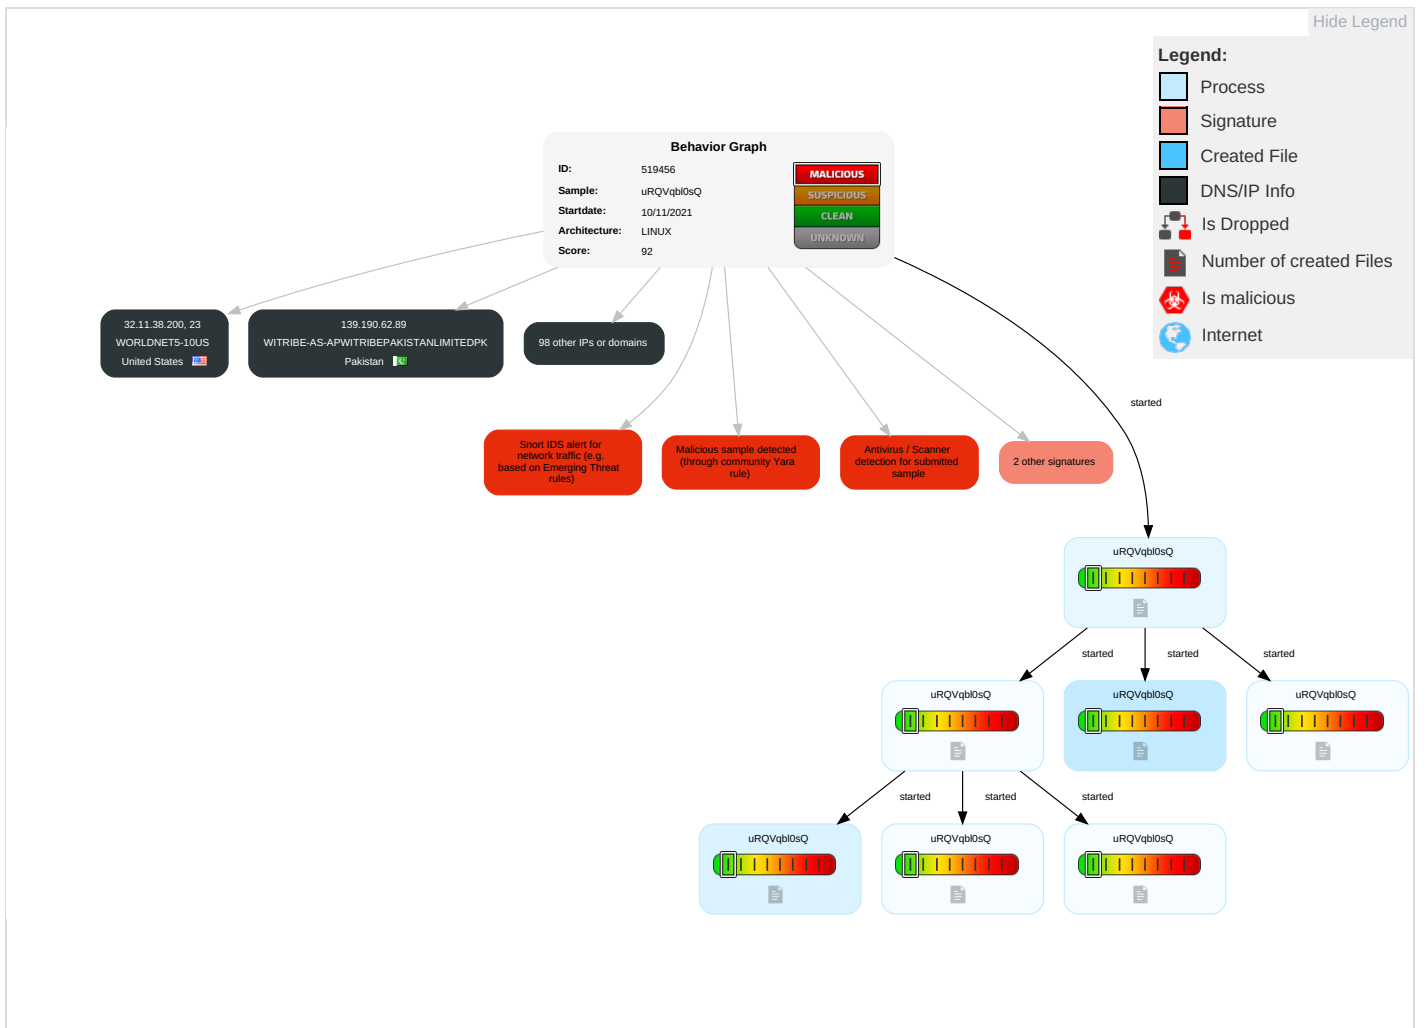 Hide Legend
Legend:
Process
Signature
Created File
DNS/IP Info
Is Dropped
Number of created Files
Is malicious
Internet
Behavior Graph
ID: 519456
Sample: uRQVqbl0sQ
Startdate: 10/11/2021
Architecture: LINUX
Score: 92
MALICIOUS
SUSPICIOUS
CLEAN
UNKNOWN
32.11.38.200, 23
WORLDNET5-10US
United States
139.190.62.89
WITRIBE-AS-APWITRIBEPAKISTANLIMITEDPK
Pakistan
98 other IPs or domains
started
Snort IDS alert for
network traffic (e.g.
based on Emerging Threat
rules)
Malicious sample detected
(through community Yara
rule)
Antivirus / Scanner
detection for submitted
sample
2 other signatures
uRQVqbl0sQ
started
started
started
uRQVqbl0sQ
uRQVqbl0sQ
uRQVqbl0sQ
started
started
started
uRQVqbl0sQ
uRQVqbl0sQ
uRQVqbl0sQ